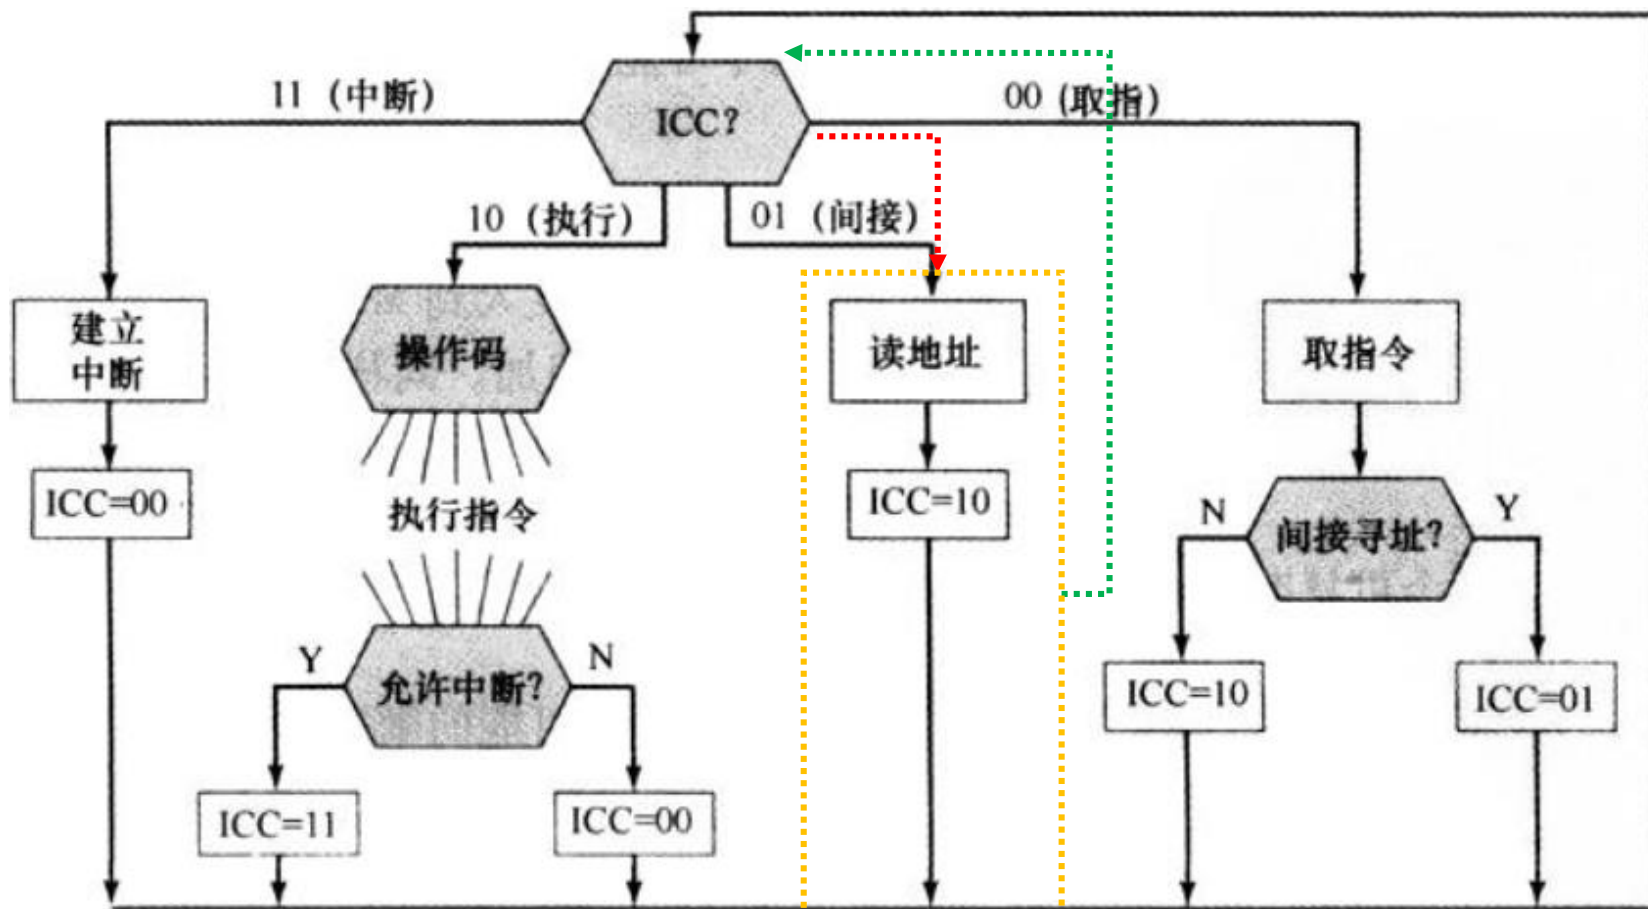 ICC?
11（中断）
00（取指）
10（执行）
01（间接）
建立
中断
操作码
读地址
取指令
ICC=00
执行指令
ICC=10
N
间接寻址?
Y
Y
允许中断?
N
ICC=10
ICC=01
ICC=11
ICC=00